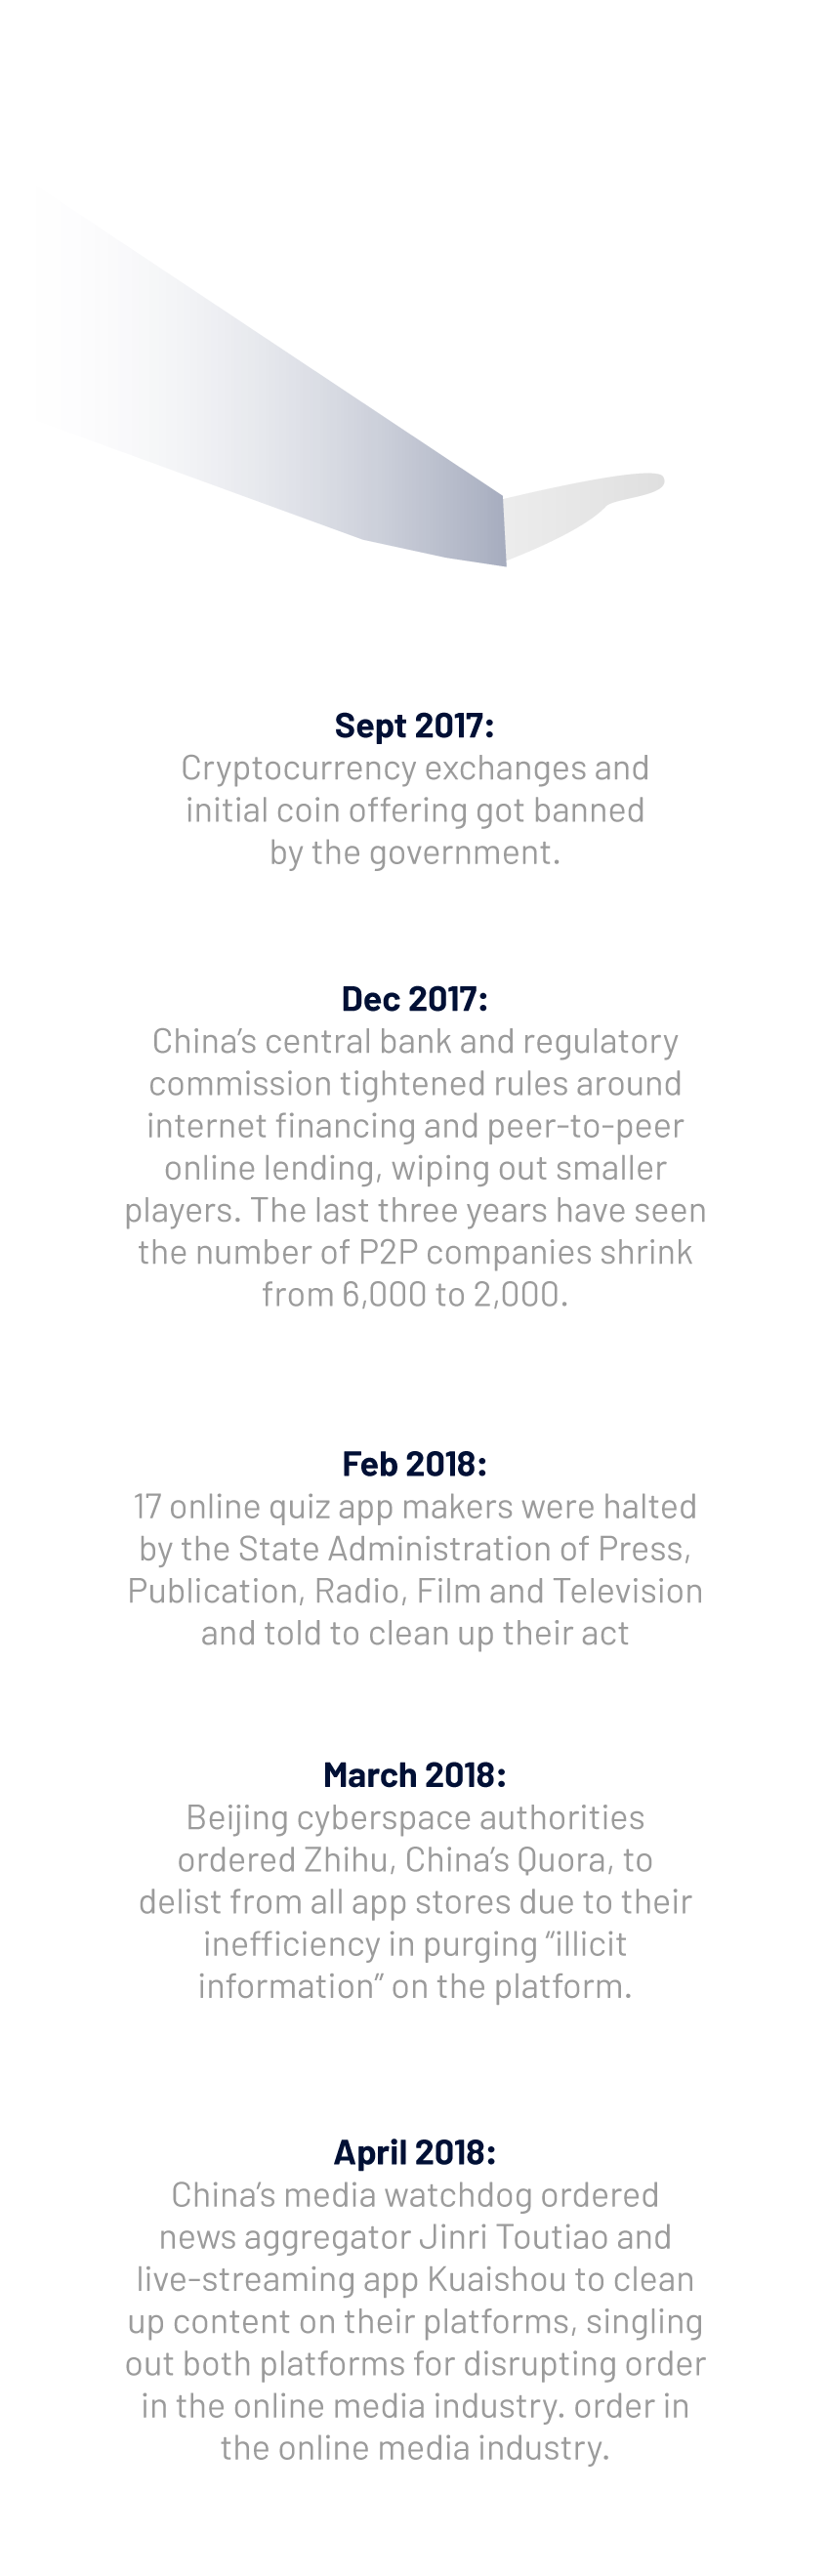 Sept 2017:
Cryptocurrency exchanges and
initial coin offering got banned
by the government.
Dec 2017:
China’s central bank and regulatory
commission tightened rules around
internet financing and peer-to-peer
online lending, wiping out smaller
players. The last three years have seen
the number of P2P companies shrink
from 6,000 to 2,000.
Feb 2018:
17 online quiz app makers were halted
by the State Administration of Press,
Publication, Radio, Film and Television
and told to clean up their act
March 2018:
Beijing cyberspace authorities
ordered Zhihu, China’s Quora, to
delist from all app stores due to their
inefficiency in purging “illicit
information” on the platform.
April 2018:
China’s media watchdog ordered
news aggregator Jinri Toutiao and
live-streaming app Kuaishou to clean
up content on their platforms, singling
out both platforms for disrupting order
in the online media industry. order in
the online media industry.